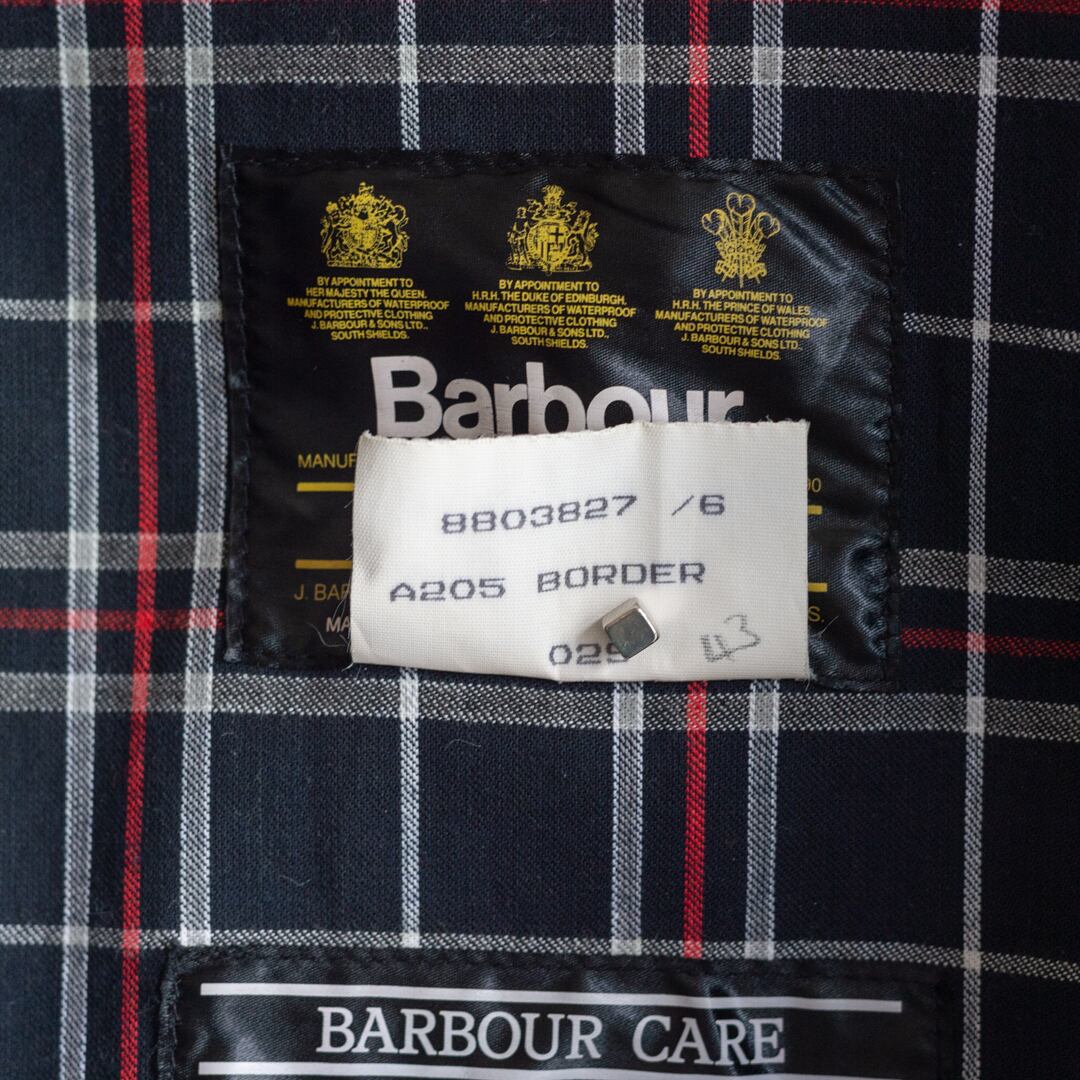 BY APPOINTMENT TO
HER MAJESTY THE QUEEN.
MANUFACTURERS OF WATERPROOF
AND PROTECTIVE CLOTHING
J. BARBOUR & SONS LTD.,
SOUTH SHIELDS.
BY APPOINTMENT TO
H.R.H. THE DUKE OF EDINBURGH.
MANUFACTURERS OF WATERPROOF
AND PROTECTIVE CLOTHING
J. BARBOUR & SONS LTD.,
SOUTH SHIELDS.
BY APPOINTMENT TO
H.R.H. THE PRINCE OF WALES
MANUFACTURERS OF WATERPROOF
AND PROTECTIVE CLOTHING
J. BARBOUR & SONS LTD.,
SOUTH SHIELDS.
Barbour
8803827 /6
A205 BORDER
43
J.
BARBOUR CARE